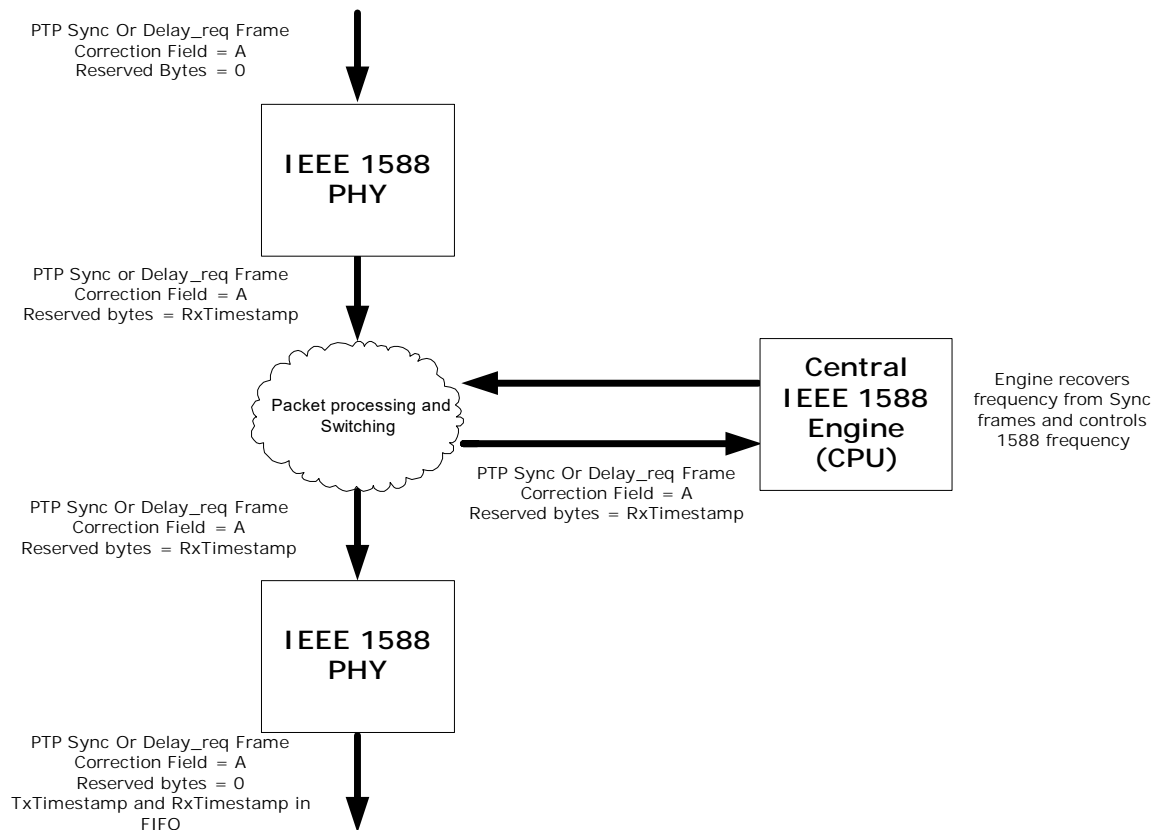 PTP Sync Or Delay_req Frame
Correction Field = A
Reserved Bytes = 0
IEEE 1588
PHY
PTP Sync or Delay_req Frame
Correction Field = A
Reserved bytes = RxTimestamp
Packet processing and
Switching
Central
IEEE 1588
Engine
(CPU)
Engine recovers
frequency from Sync
frames and controls
1588 frequency
PTP Sync Or Delay_req Frame
Correction Field = A
Reserved bytes = RxTimestamp
PTP Sync Or Delay_req Frame
Correction Field = A
Reserved bytes = RxTimestamp
IEEE 1588
PHY
PTP Sync Or Delay_req Frame
Correction Field = A
Reserved bytes = 0
TxTimestamp and RxTimestamp in
FIFO